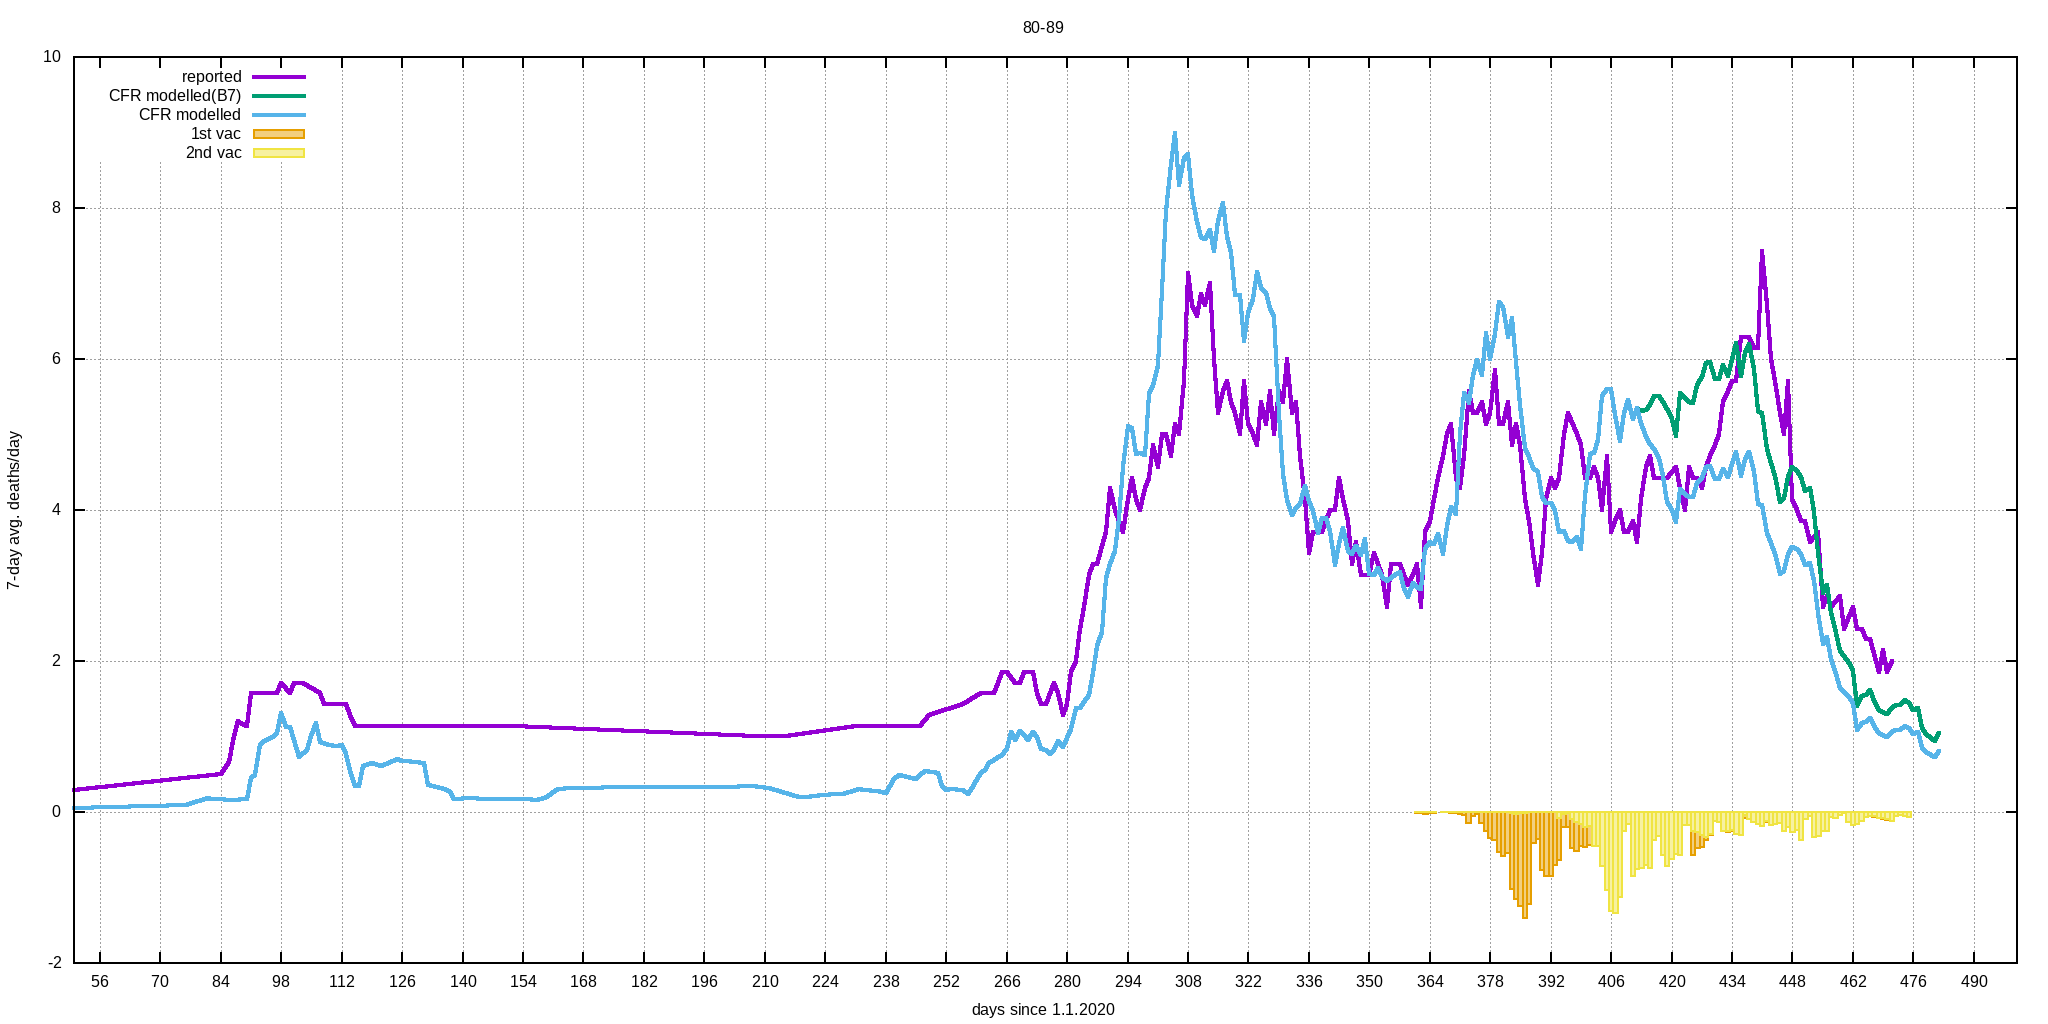 80-89
10
8
6
4
2
0
-2
7-day avg. deaths/day
reported
CFR modelled(B7)
CFR modelled
1st vac
2nd vac
56 70 84 98 112 126 140 154 168 182 196 210 224 238 252 266 280 294 308 322 336 350 364 378 392 406 420 434 448 462 476 490
days since 1.1.2020